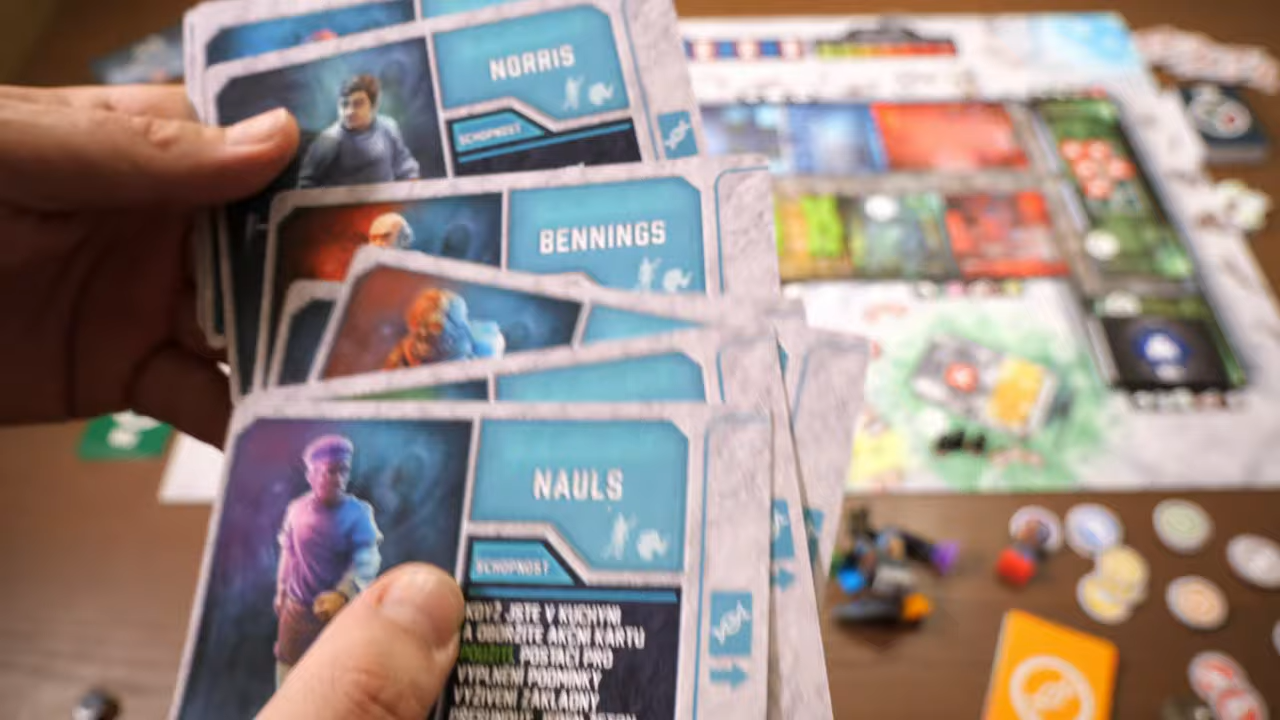 NORRIS
SCHOPNOST
BENNINGS
NAULS
SCHOPNOST
KDYŽ JSTE V KUCHYNI
A OBDRŽÍTE AKČNÍ KARTU
POSTAČÍ PRO
VYPLNĚNÍ PODMÍNKY
VYŽIVENÍ ZÁKLADNY